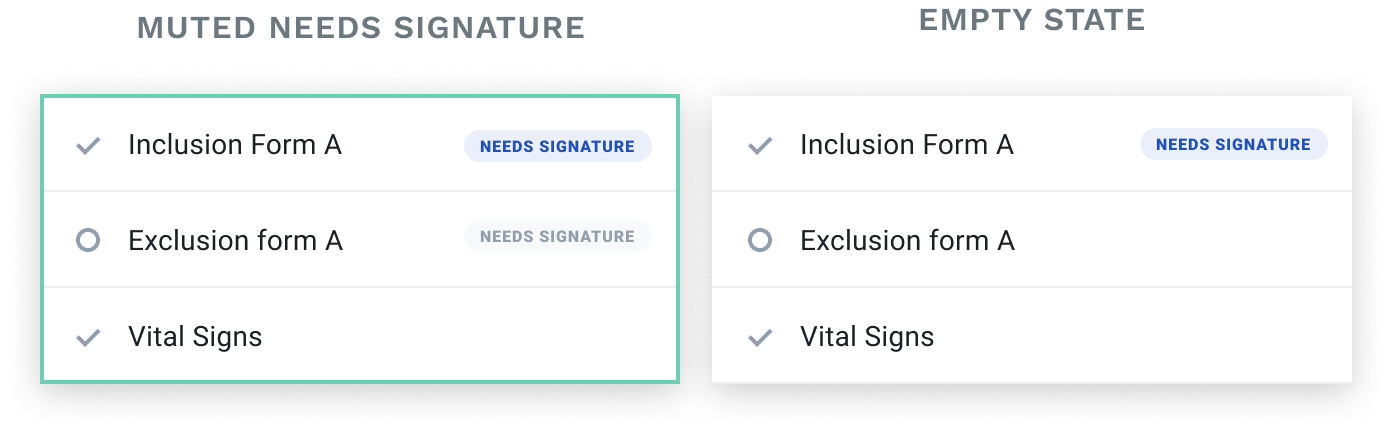 MUTED NEEDS SIGNATURE
Inclusion Form A NEEDS SIGNATURE
Exclusion form A NEEDS SIGNATURE
Vital Signs
EMPTY STATE
Inclusion Form A NEEDS SIGNATURE
Exclusion form A
Vital Signs